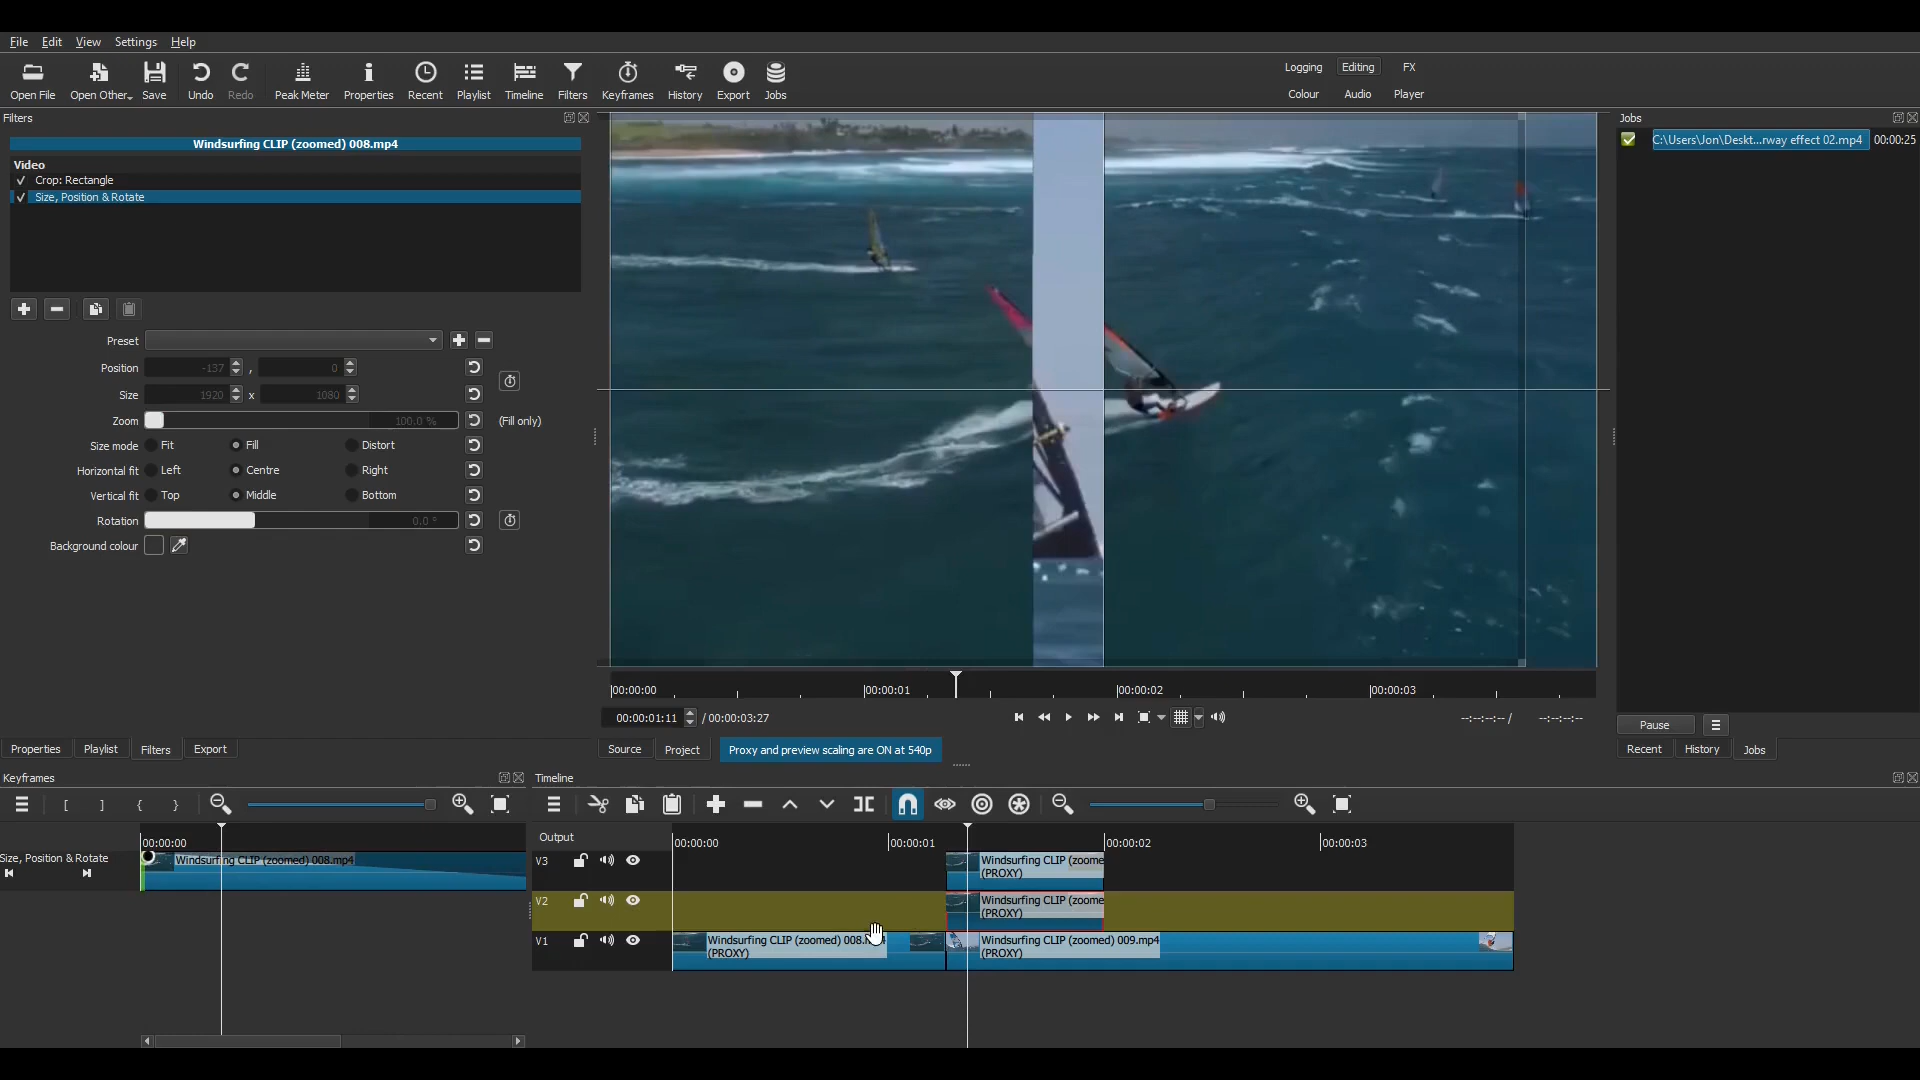 File Edit View Settings Help
Open File Open Other Save Undo Redo Peak Meter Properties Recent Playlist Timeline Filters Keyframes History Export Jobs
Logging Editing FX
Colour Audio Player
Filters
Windsurfing CLIP (zoomed) 008.mp4
Video
Crop: Rectangle
Size, Position & Rotate
Preset
Position -137 , 0
Size 1920 x 1080
Zoom 100.0 % (Fill only)
Size mode Fit Fill Distort
Horizontal fit Left Centre Right
Vertical fit Top Middle Bottom
Rotation 0.0 °
Background colour
Properties Playlist Filters Export
00:00:00 00:00:01 00:00:02 00:00:03
00:00:01:11 / 00:00:03:27 --:--:--:-- / --:--:--:--
Source Project Proxy and preview scaling are ON at 540p
Jobs
C:\Users\Jon\Deskt...rway effect 02.mp4 00:00:25
Pause
Recent History Jobs
Keyframes
[ ] { }
00:00:00
Size, Position & Rotate
Windsurfing CLIP (zoomed) 008.mp4
Timeline
Output
00:00:00 00:00:01 00:00:02 00:00:03
V3 Windsurfing CLIP (zoome
(PROXY)
V2 Windsurfing CLIP (zoome
(PROXY)
V1 Windsurfing CLIP (zoomed) 008. Windsurfing CLIP (zoomed) 009.mp4
(PROXY) (PROXY)